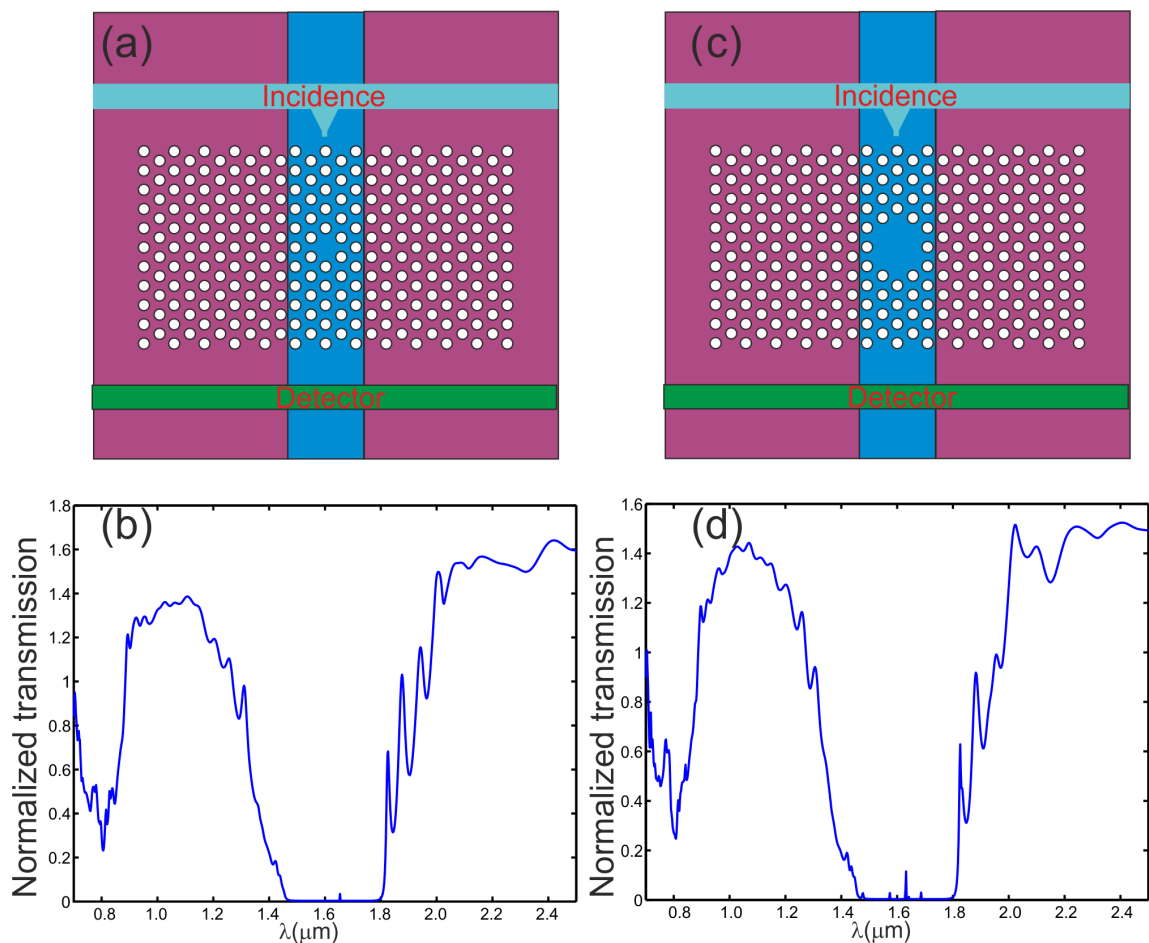 (a)
Incidence
Detector
(c)
Incidence
Detector
(b)
Normalized transmission
1.8
1.6
1.4
1.2
1.0
0.8
0.6
0.4
0.2
0
0.8 1.0 1.2 1.4 1.6 1.8 2.0 2.2 2.4
λ(μm)
(d)
Normalized transmission
1.6
1.4
1.2
1.0
0.8
0.6
0.4
0.2
0
0.8 1.0 1.2 1.4 1.6 1.8 2.0 2.2 2.4
λ(μm)